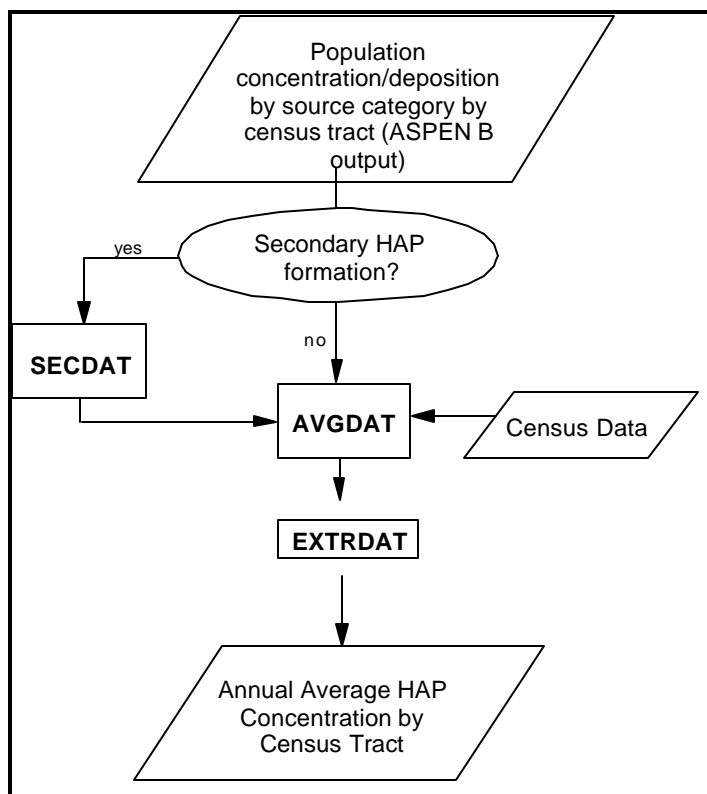 Population
concentration/deposition
by source category by
census tract (ASPEN B
output)
Secondary HAP
formation?
yes
no
SECDAT
AVGDAT
Census Data
EXTRDAT
Annual Average HAP
Concentration by
Census Tract